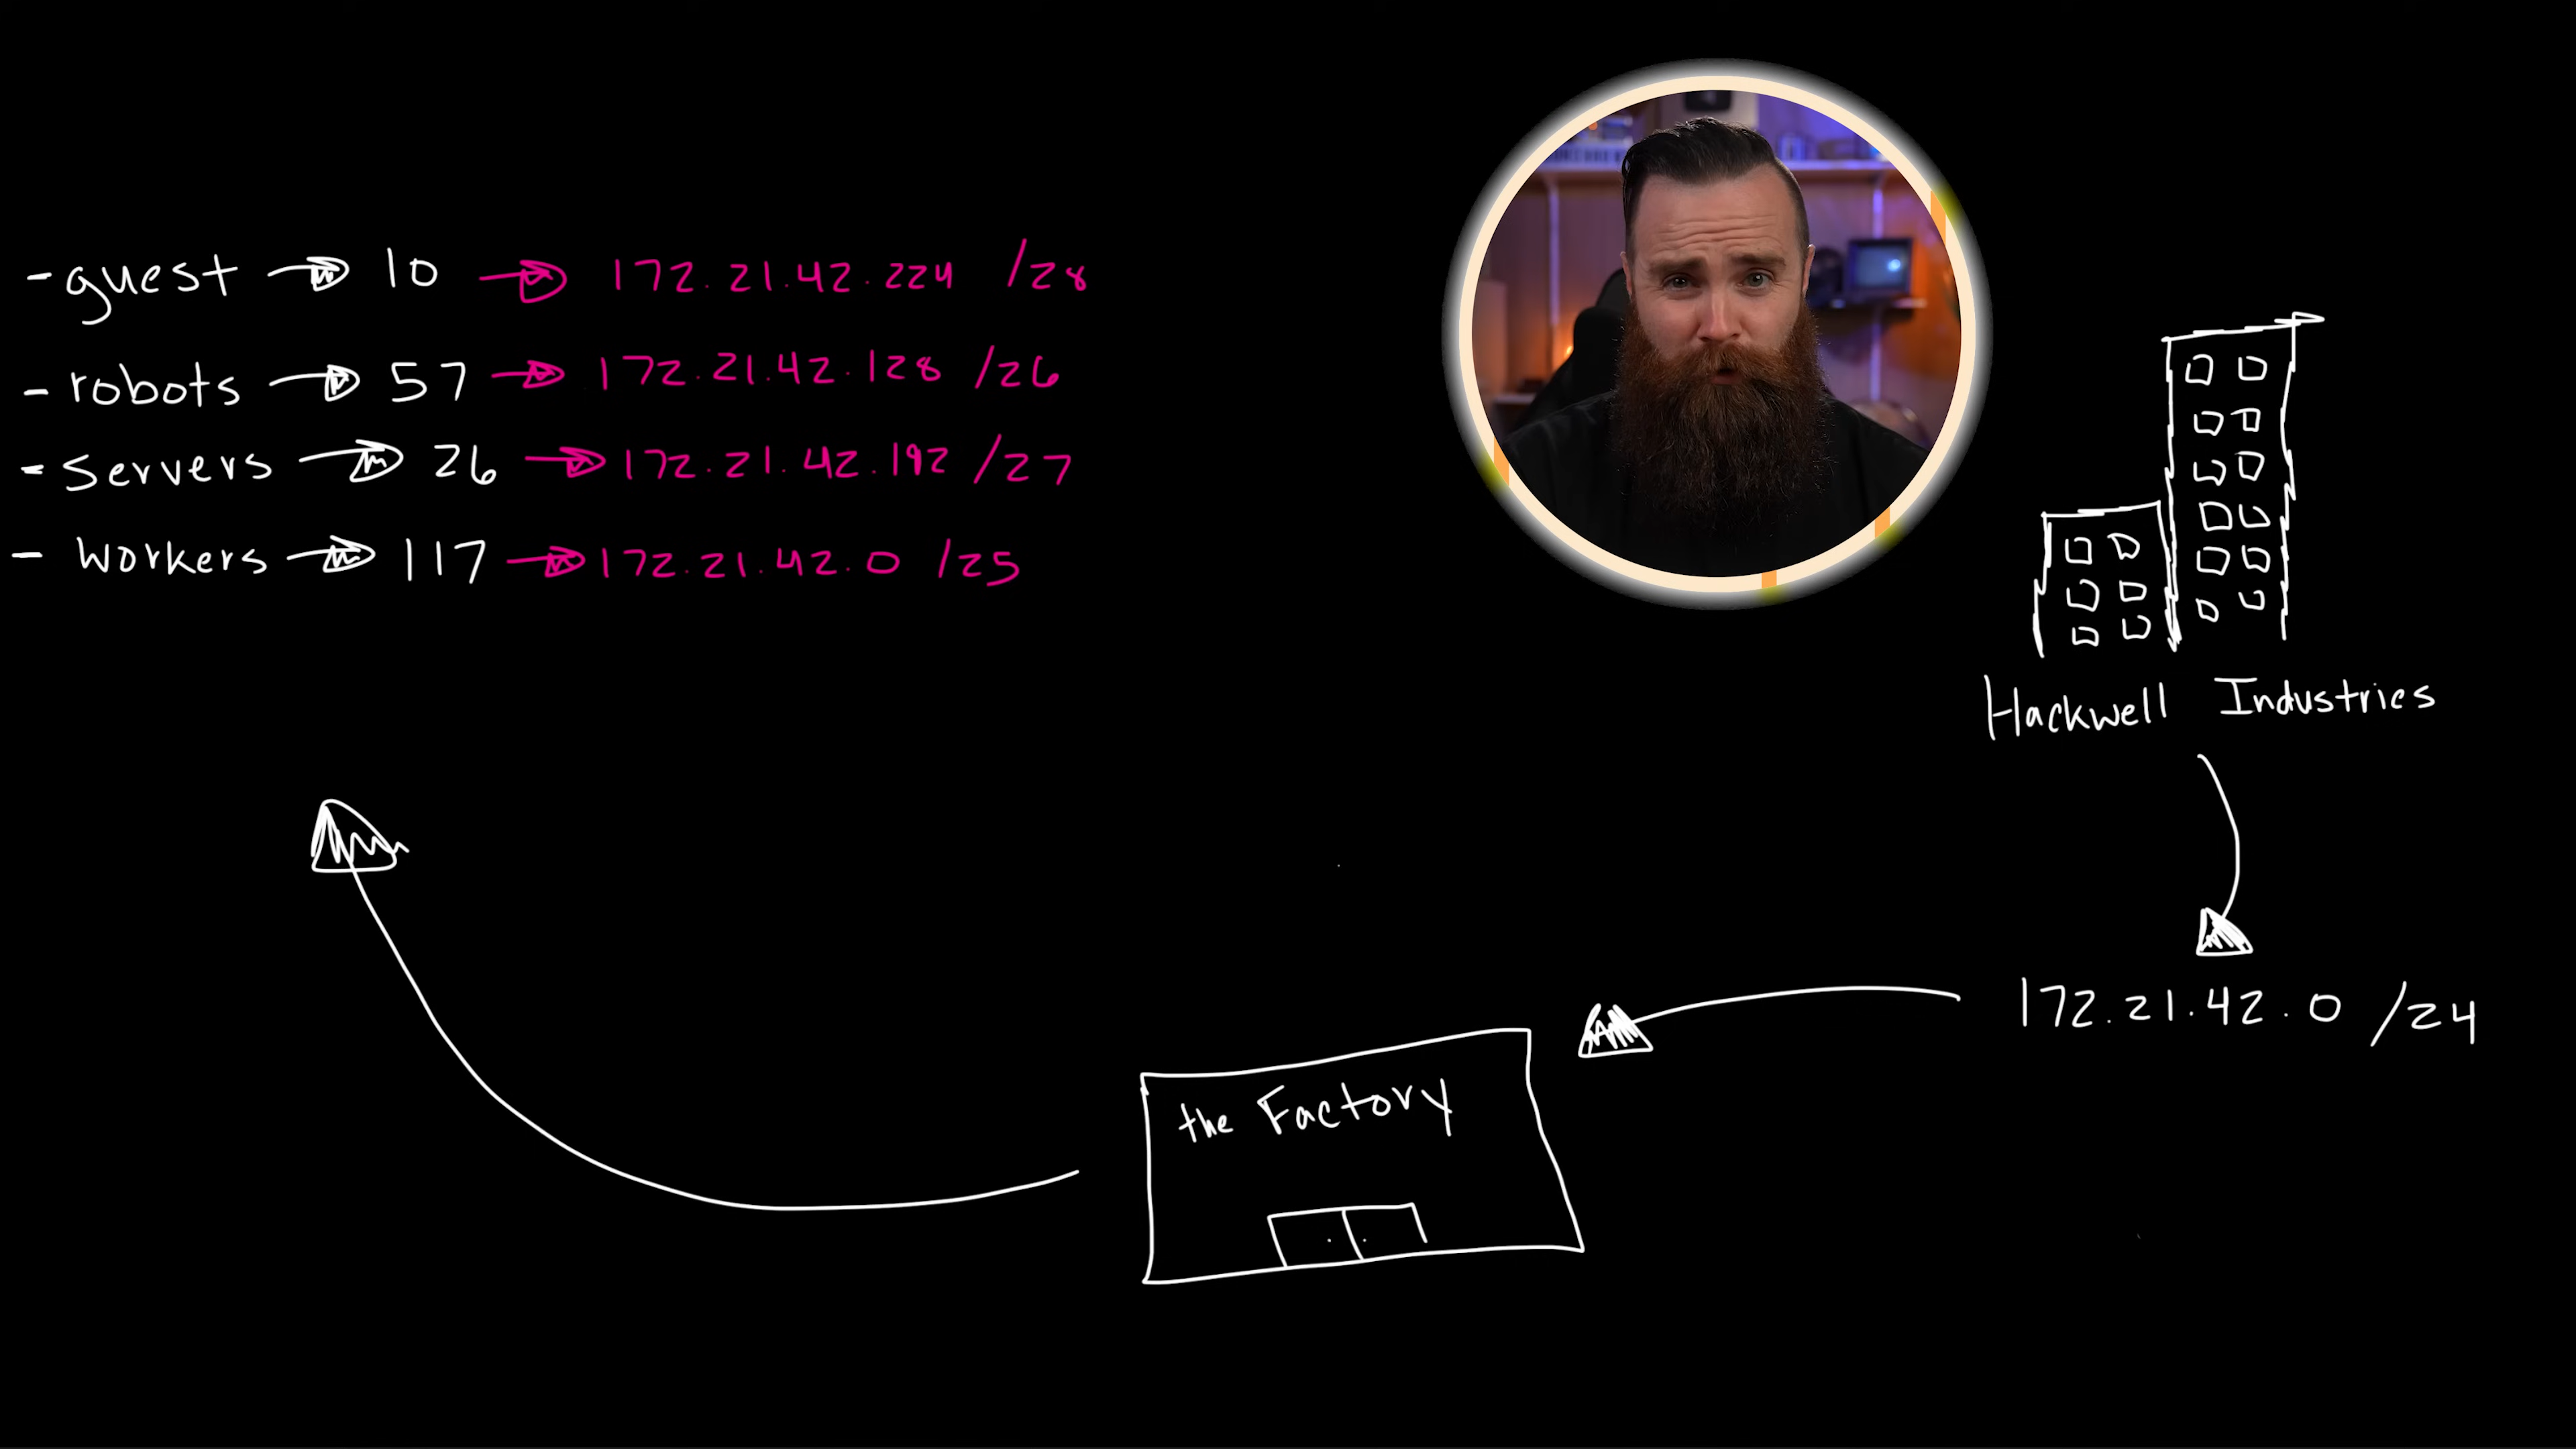 - guest 10 172.21.42.224 /28
- robots 57 172.21.42.128 /26
- servers 26 172.21.42.192 /27
- workers 117 172.21.42.0 /25
Hackwell Industries
172.21.42.0 /24
the Factory